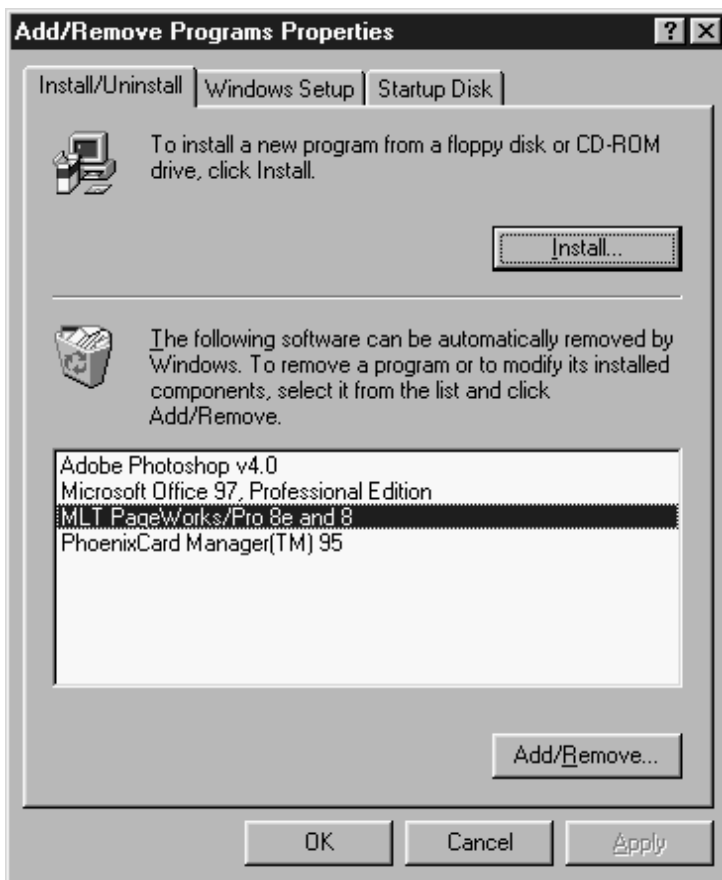 Add/Remove Programs Properties
Install/Uninstall
Windows Setup
Startup Disk
To install a new program from a floppy disk or CD-ROM
drive, click Install.
Install...
The following software can be automatically removed by
Windows. To remove a program or to modify its installed
components, select it from the list and click
Add/Remove.
Adobe Photoshop v4.0
Microsoft Office 97, Professional Edition
MLT PageWorks/Pro 8e and 8
PhoenixCard Manager(TM) 95
Add/Remove...
OK
Cancel
Apply